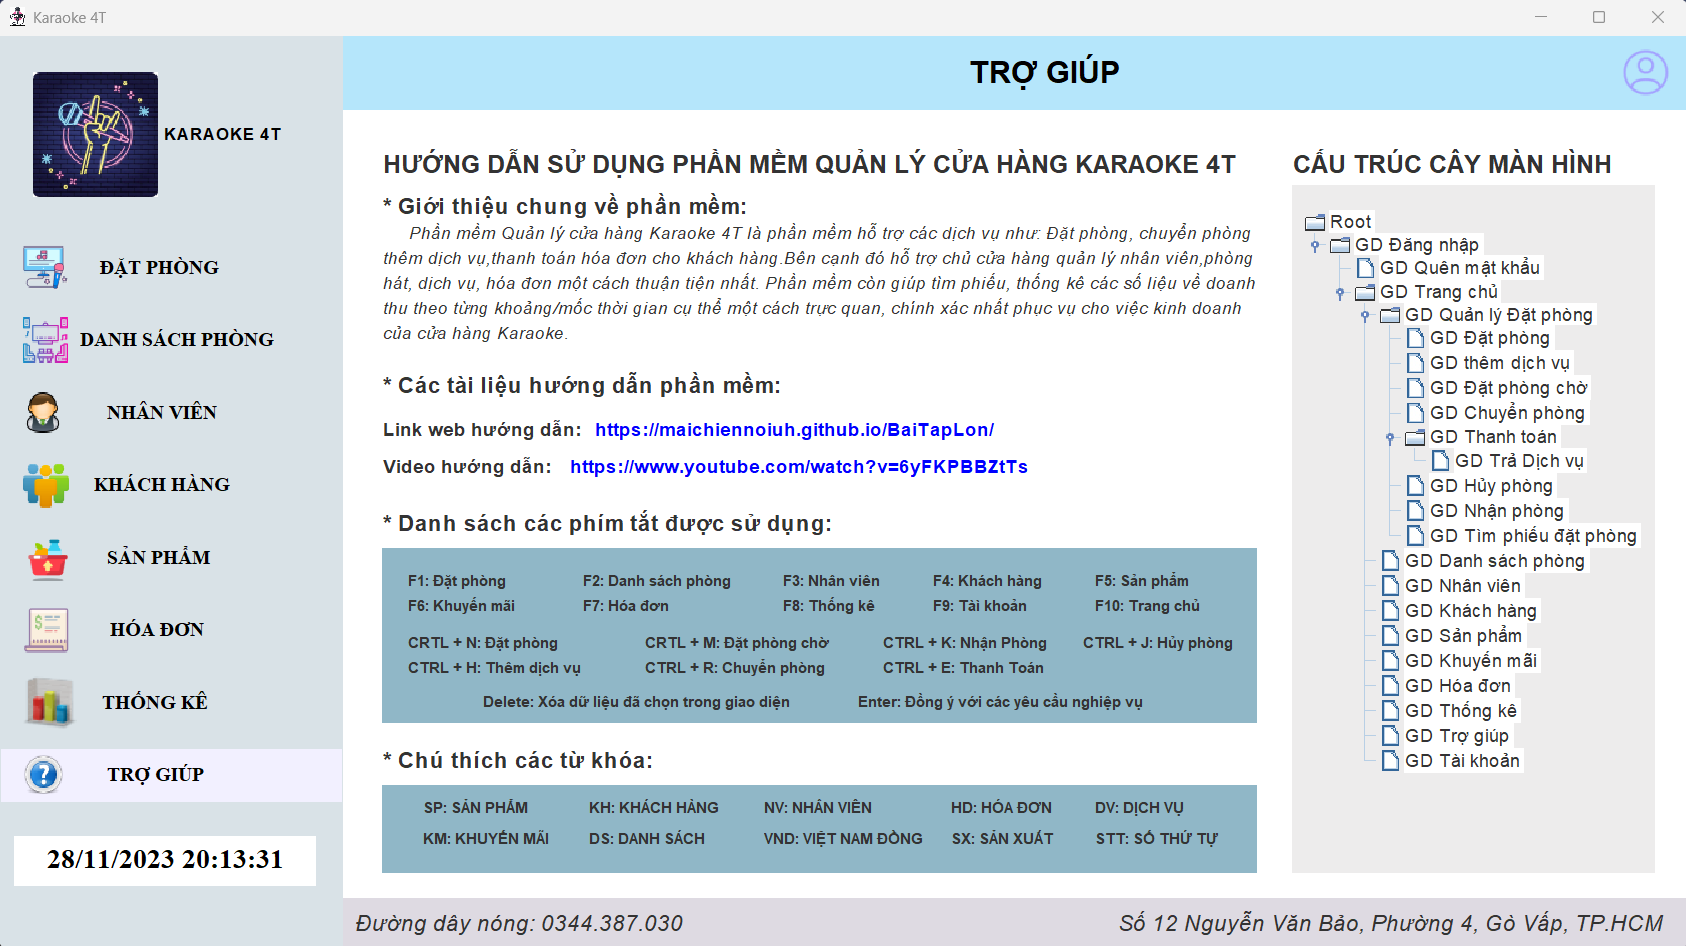 Karaoke 4T
KARAOKE 4T
ĐẶT PHÒNG
DANH SÁCH PHÒNG
NHÂN VIÊN
KHÁCH HÀNG
SẢN PHẨM
HÓA ĐƠN
THỐNG KÊ
TRỢ GIÚP
28/11/2023 20:13:31
TRỢ GIÚP
HƯỚNG DẪN SỬ DỤNG PHẦN MỀM QUẢN LÝ CỬA HÀNG KARAOKE 4T
* Giới thiệu chung về phần mềm:
Phần mềm Quản lý cửa hàng Karaoke 4T là phần mềm hỗ trợ các dịch vụ như: Đặt phòng, chuyển phòng
thêm dịch vụ,thanh toán hóa đơn cho khách hàng.Bên cạnh đó hỗ trợ chủ cửa hàng quản lý nhân viên,phòng
hát, dịch vụ, hóa đơn một cách thuận tiện nhất. Phần mềm còn giúp tìm phiếu, thống kê các số liệu về doanh
thu theo từng khoảng/mốc thời gian cụ thể một cách trực quan, chính xác nhất phục vụ cho việc kinh doanh
của cửa hàng Karaoke.
* Các tài liệu hướng dẫn phần mềm:
Link web hướng dẫn: https://maichiennoiuh.github.io/BaiTapLon/
Video hướng dẫn: https://www.youtube.com/watch?v=6yFKPBBZtTs
* Danh sách các phím tắt được sử dụng:
F1: Đặt phòng F2: Danh sách phòng F3: Nhân viên F4: Khách hàng F5: Sản phẩm
F6: Khuyến mãi F7: Hóa đơn F8: Thống kê F9: Tài khoản F10: Trang chủ
CRTL + N: Đặt phòng CRTL + M: Đặt phòng chờ CTRL + K: Nhận Phòng CTRL + J: Hủy phòng
CTRL + H: Thêm dịch vụ CTRL + R: Chuyển phòng CTRL + E: Thanh Toán
Delete: Xóa dữ liệu đã chọn trong giao diện Enter: Đồng ý với các yêu cầu nghiệp vụ
* Chú thích các từ khóa:
SP: SẢN PHẨM KH: KHÁCH HÀNG NV: NHÂN VIÊN HD: HÓA ĐƠN DV: DỊCH VỤ
KM: KHUYẾN MÃI DS: DANH SÁCH VND: VIỆT NAM ĐỒNG SX: SẢN XUẤT STT: SỐ THỨ TỰ
CẤU TRÚC CÂY MÀN HÌNH
Root
GD Đăng nhập
GD Quên mật khẩu
GD Trang chủ
GD Quản lý Đặt phòng
GD Đặt phòng
GD thêm dịch vụ
GD Đặt phòng chờ
GD Chuyển phòng
GD Thanh toán
GD Trả Dịch vụ
GD Hủy phòng
GD Nhận phòng
GD Tìm phiếu đặt phòng
GD Danh sách phòng
GD Nhân viên
GD Khách hàng
GD Sản phẩm
GD Khuyến mãi
GD Hóa đơn
GD Thống kê
GD Trợ giúp
GD Tài khoản
Đường dây nóng: 0344.387.030
Số 12 Nguyễn Văn Bảo, Phường 4, Gò Vấp, TP.HCM